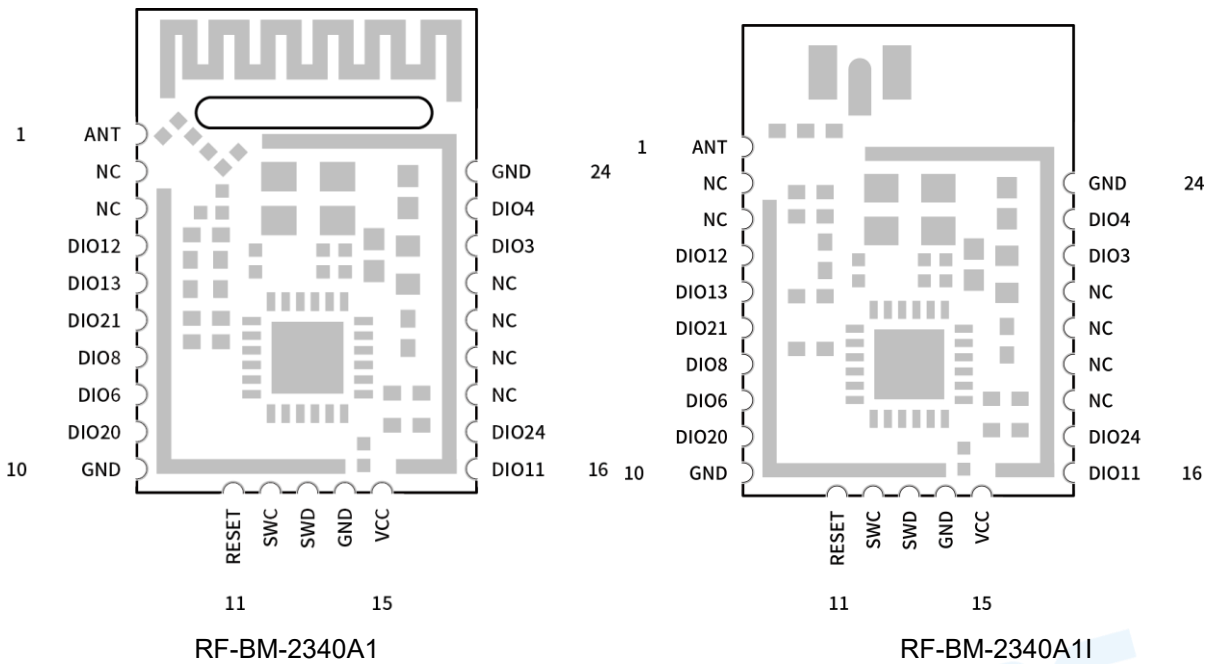 1 ANT
NC GND 24
NC DIO4
DIO12 DIO3
DIO13 NC
DIO21 NC
DIO8 NC
DIO6 NC
DIO20 DIO24
10 GND DIO11 16
RESET SWC SWD GND VCC
11 15
RF-BM-2340A1
1 ANT
NC GND 24
NC DIO4
DIO12 DIO3
DIO13 NC
DIO21 NC
DIO8 NC
DIO6 NC
DIO20 DIO24
10 GND DIO11 16
RESET SWC SWD GND VCC
11 15
RF-BM-2340A1I